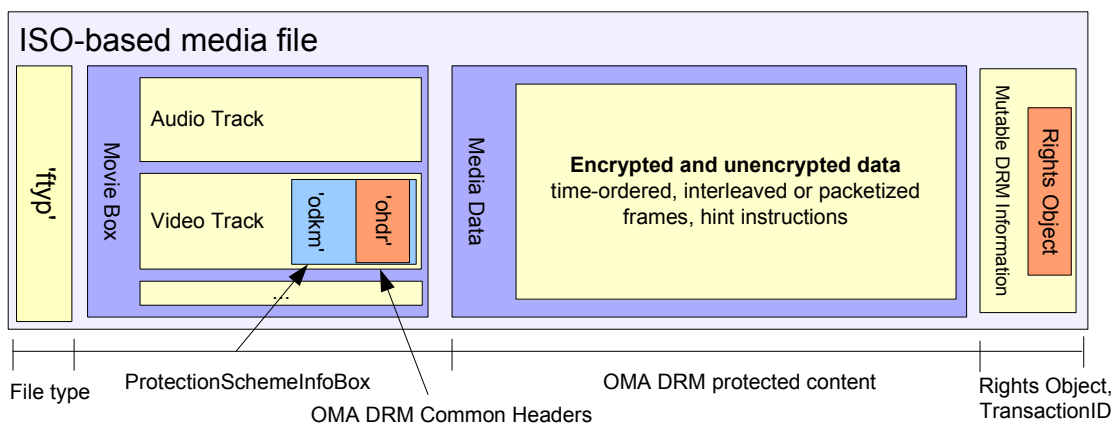 ISO-based media file
'ftyp'
Movie Box
Audio Track
Video Track
'odkm'
'ohdr'
...
Media Data
Encrypted and unencrypted data
time-ordered, interleaved or packetized
frames, hint instructions
Mutable DRM Information
Rights Object
File type
ProtectionSchemeInfoBox
OMA DRM Common Headers
OMA DRM protected content
Rights Object,
TransactionID